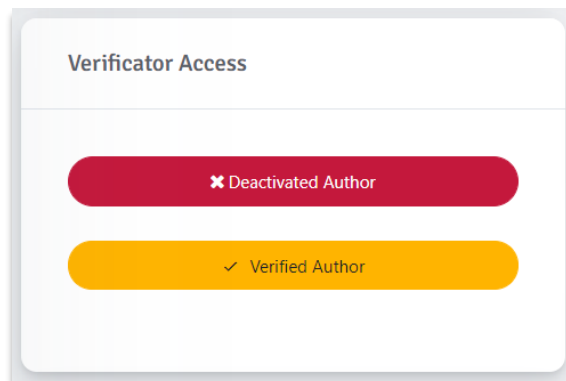 Verificator Access
Deactivated Author
Verified Author